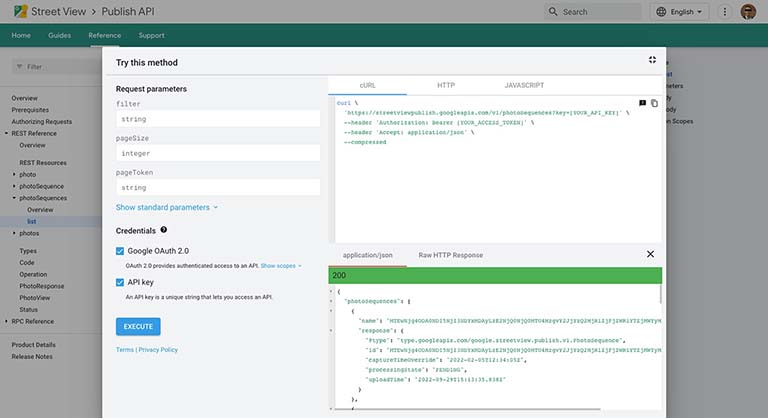 Street View > Publish API
Search
English
Home Guides Reference Support
Filter
Overview
Prerequisites
Authorizing Requests
REST Reference
Overview
REST Resources
photo
photoSequence
photoSequences
Overview
list
photos
Types
Code
Operation
PhotoResponse
PhotoView
Status
RPC Reference
Product Details
Release Notes
Try this method
Request parameters
filter
string
pageSize
integer
pageToken
string
Show standard parameters
Credentials
Google OAuth 2.0
OAuth 2.0 provides authenticated access to an API. Show scopes
API key
An API key is a unique string that lets you access an API.
EXECUTE
Terms | Privacy Policy
cURL HTTP JAVASCRIPT
curl \
'https://streetviewpublish.googleapis.com/v1/photoSequences?key=[YOUR_API_KEY]' \
--header 'Authorization: Bearer [YOUR_ACCESS_TOKEN]' \
--header 'Accept: application/json' \
--compressed
application/json Raw HTTP Response
200
{
"photoSequences": [
{
"name":
"response": {
"@type": "type.googleapis.com/google.streetview.publish.v1.PhotoSequence",
"id":
"captureTimeOverride": "2022-02-05T12:34:05Z",
"processingState": "PENDING",
"uploadTime": "2022-09-29T15:13:35.938Z"
}
},
{